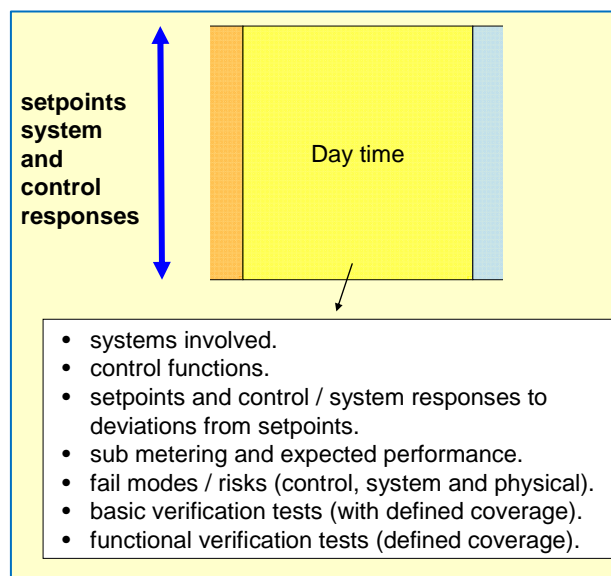 setpoints
system
and
control
responses
Day time
• systems involved.
• control functions.
• setpoints and control / system responses to
deviations from setpoints.
• sub metering and expected performance.
• fail modes / risks (control, system and physical).
• basic verification tests (with defined coverage).
• functional verification tests (defined coverage).